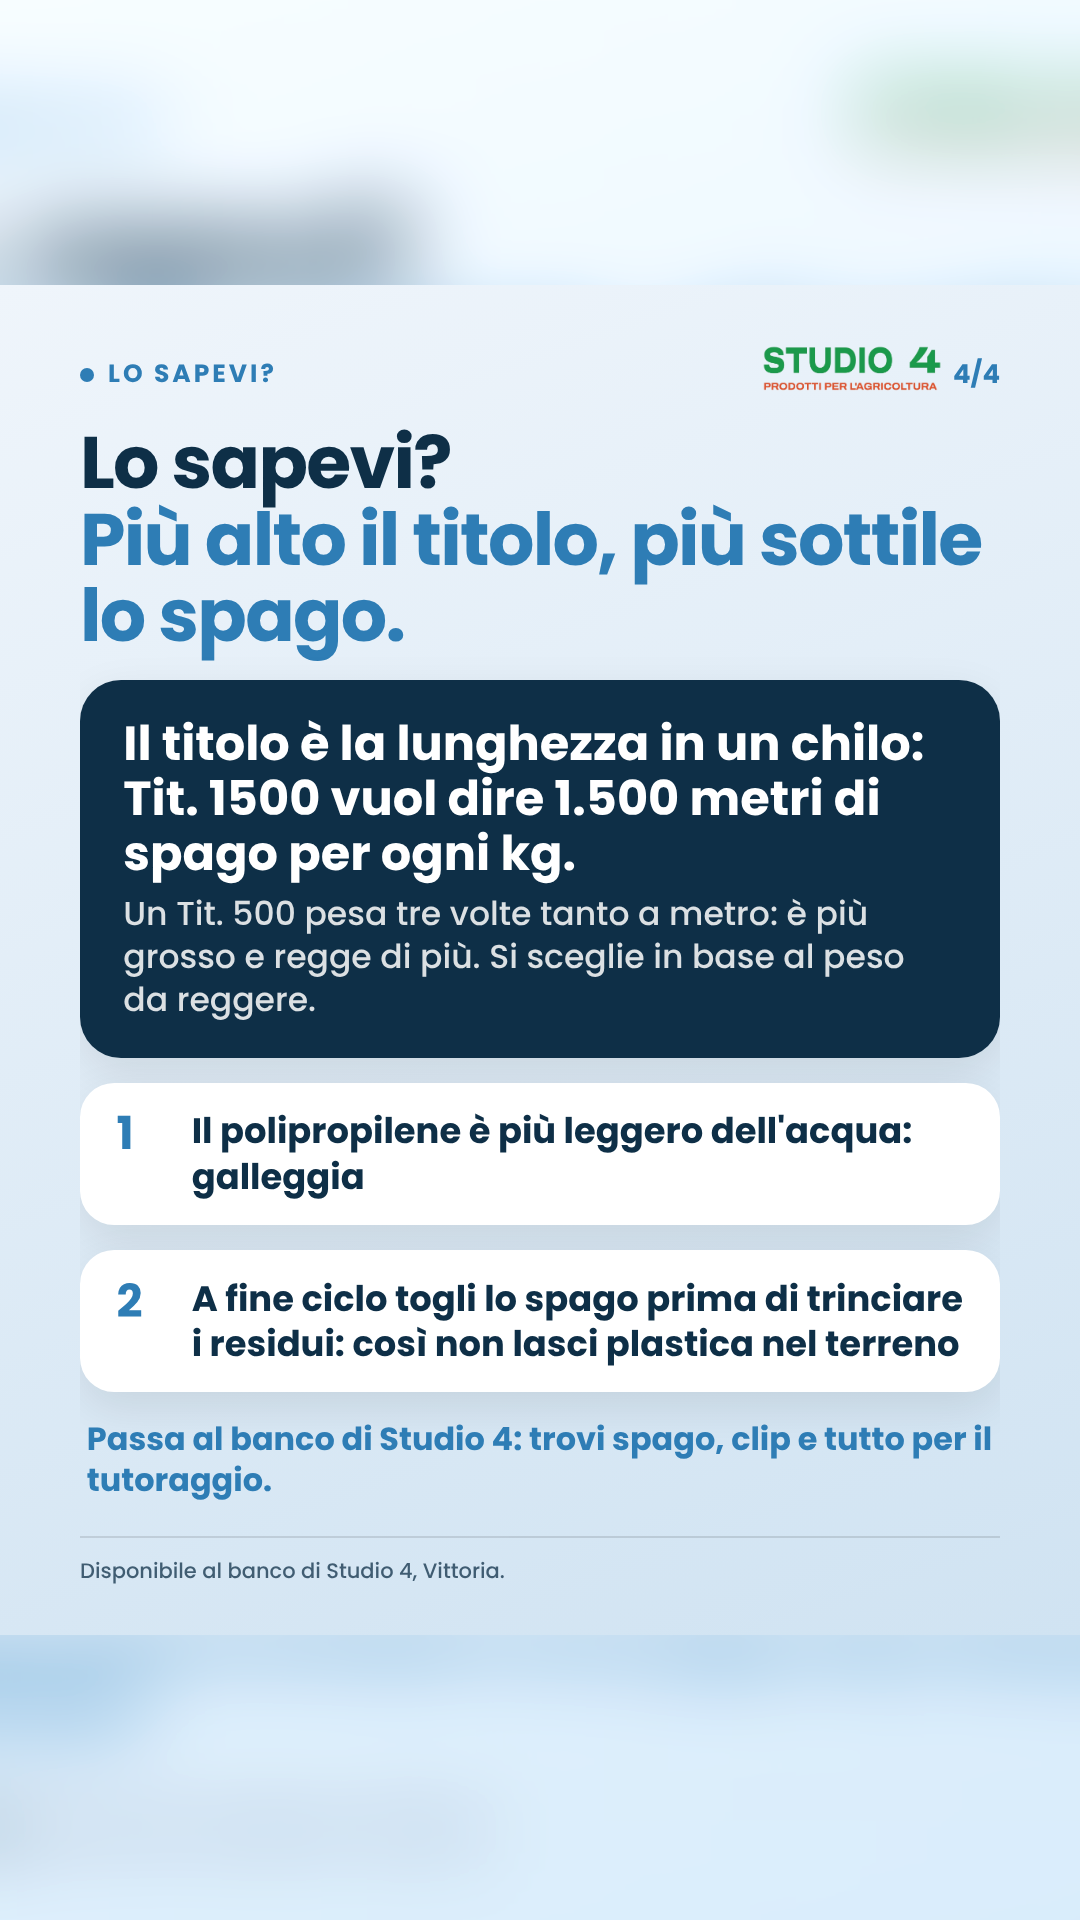 LO SAPEVI?
STUDIO 4
PRODOTTI PER L'AGRICOLTURA
4/4
Lo sapevi?
Più alto il titolo, più sottile
lo spago.
Il titolo è la lunghezza in un chilo:
Tit. 1500 vuol dire 1.500 metri di
spago per ogni kg.
Un Tit. 500 pesa tre volte tanto a metro: è più
grosso e regge di più. Si sceglie in base al peso
da reggere.
1
Il polipropilene è più leggero dell'acqua:
galleggia
2
A fine ciclo togli lo spago prima di trinciare
i residui: così non lasci plastica nel terreno
Passa al banco di Studio 4: trovi spago, clip e tutto per il
tutoraggio.
Disponibile al banco di Studio 4, Vittoria.